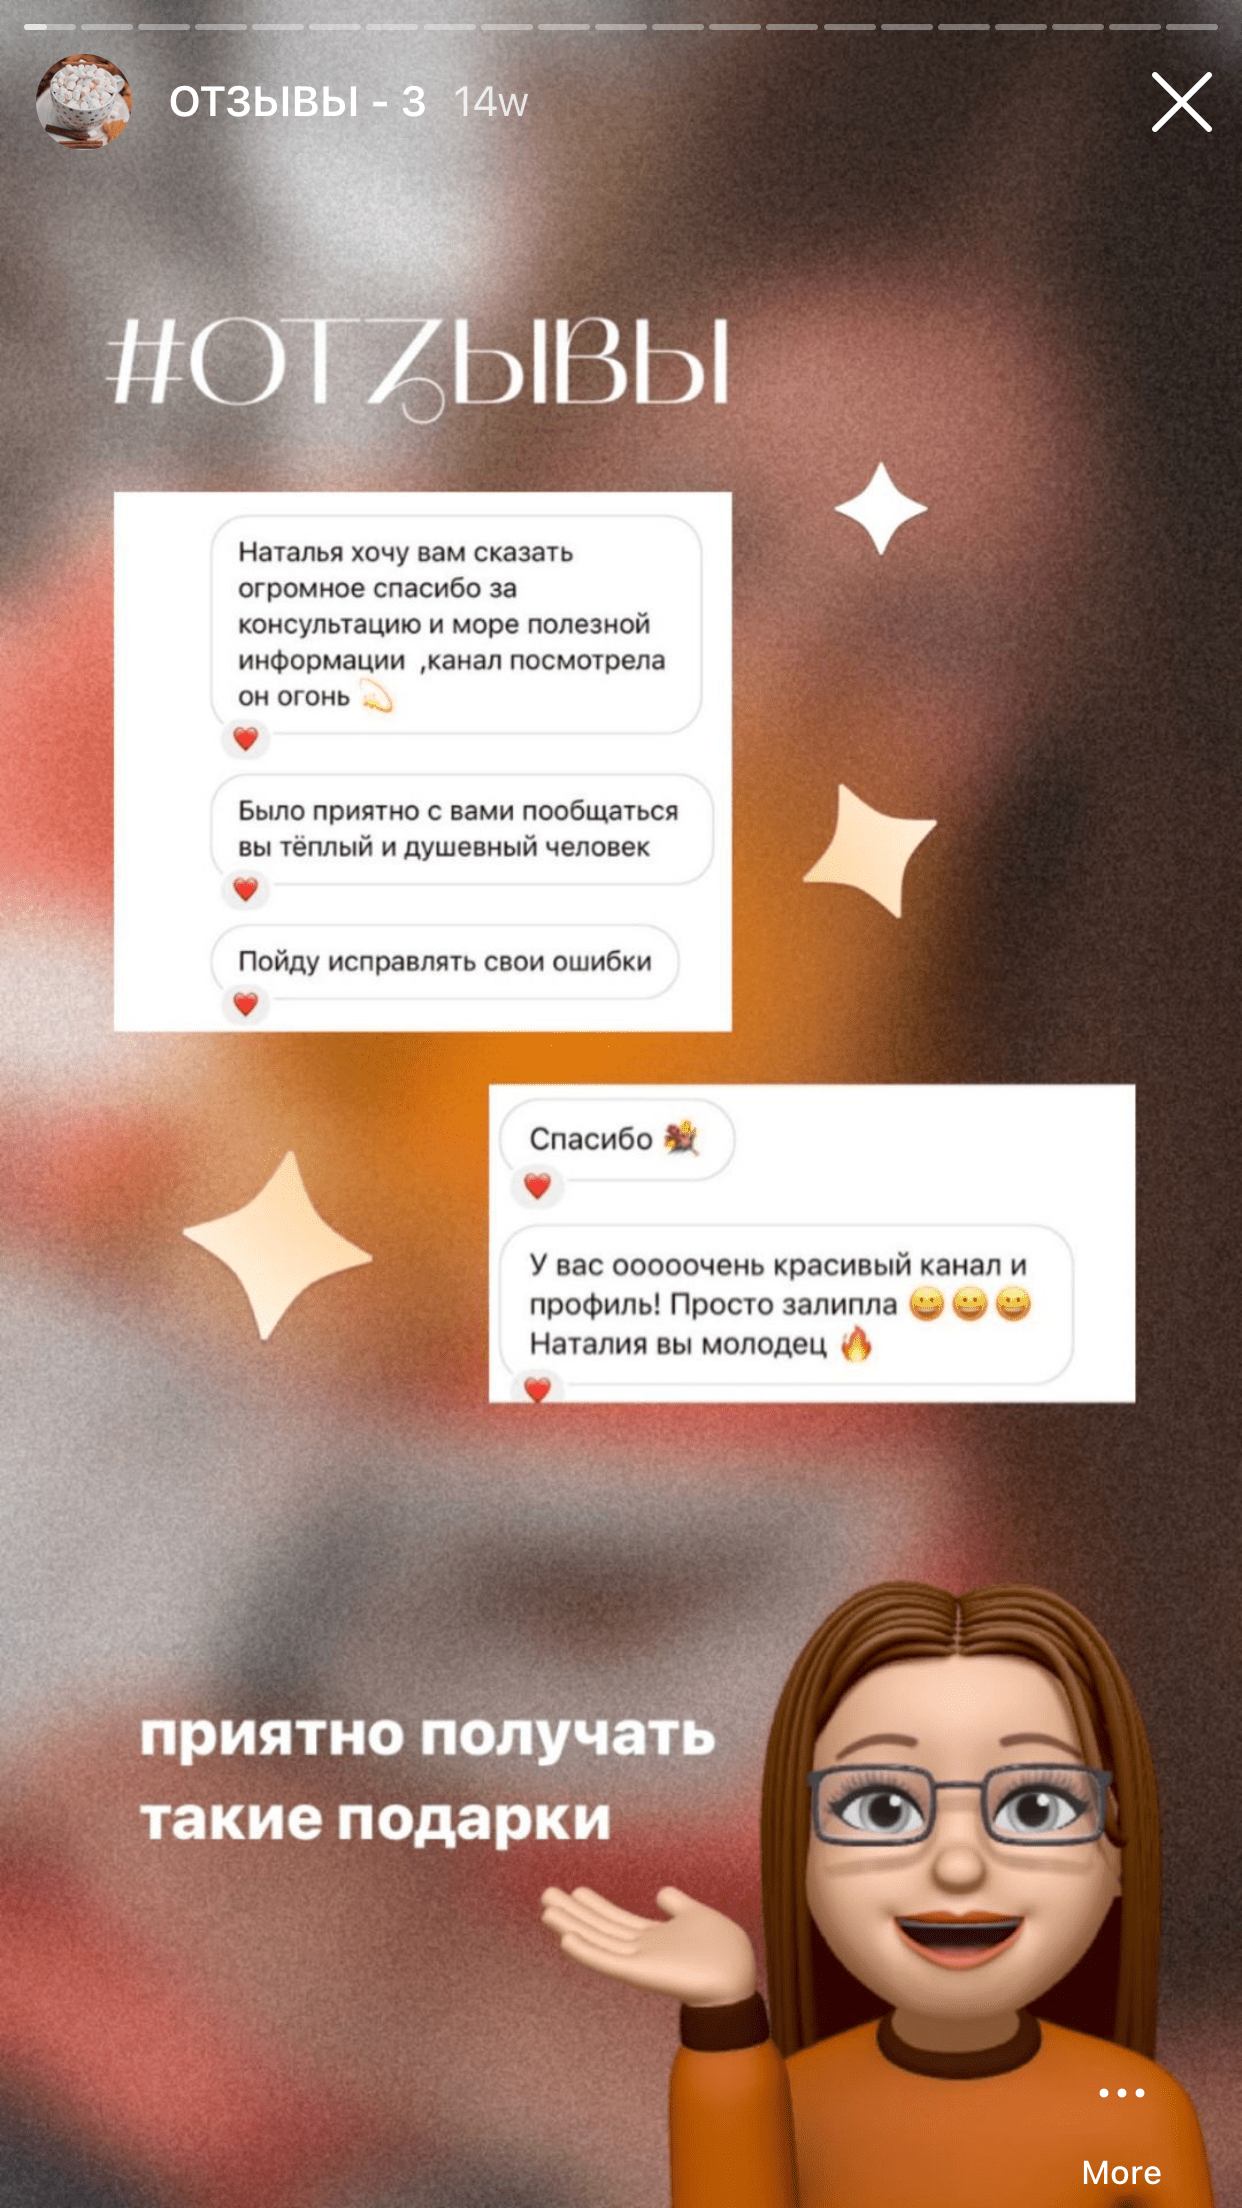 ОТЗЫВЫ - 3 14w
#ОТЗЫВЫ
Наталья хочу вам сказать
огромное спасибо за
консультацию и море полезной
информации ,канал посмотрела
он огонь 💫
Было приятно с вами пообщаться
вы тёплый и душевный человек
Пойду исправлять свои ошибки
Спасибо
У вас ооооочень красивый канал и
профиль! Просто залипла 😀😀😀
Наталия вы молодец 🔥
приятно получать
такие подарки
More